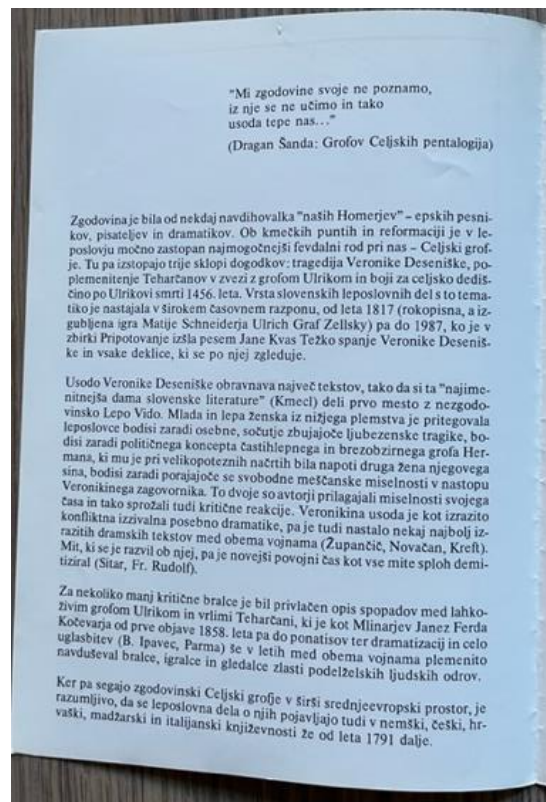 "Mi zgodovine svoje ne poznamo,
iz nje se ne učimo in tako
usoda tepe nas..."
(Dragan Šanda: Grofov Celjskih pentalogija)
Zgodovina je bila od nekdaj navdihovalka "naših Homerjev" – epskih pesni-
kov, pisateljev in dramatikov. Ob kmečkih puntih in reformaciji je v le-
poslovju močno zastopan najmogočnejši fevdalni rod pri nas – Celjski grof-
je. Tu pa izstopajo trije sklopi dogodkov: tragedija Veronike Deseniške, po-
plemenitenje Teharčanov v zvezi z grofom Ulrikom in boji za celjsko dediš-
čino po Ulrikovi smrti 1456. leta. Vrsta slovenskih leposlovnih del s to tema-
tiko je nastajala v širokem časovnem razponu, od leta 1817 (rokopisna, a iz-
gubljena igra Matije Schneiderja Ulrich Graf Zellsky) pa do 1987, ko je v
zbirki Pripotovanje izšla pesem Jane Kvas Težko spanje Veronike Deseniš-
ke in vsake deklice, ki se po njej zgleduje.
Usodo Veronike Deseniške obravnava največ tekstov, tako da si ta "najime-
nitnejša dama slovenske literature" (Kmecl) deli prvo mesto z nezgodo-
vinsko Lepo Vido. Mlada in lepa ženska iz nižjega plemstva je pritegovala
leposlovce bodisi zaradi osebne, sočutje zbujajoče ljubezenske tragike, bo-
disi zaradi političnega koncepta častihlepnega in brezobzirnega grofa Her-
mana, ki mu je pri velikopoteznih načrtih bila napoti druga žena njegovega
sina, bodisi zaradi porajajoče se svobodne meščanske miselnosti v nastopu
Veronikinega zagovornika. To dvoje so avtorji prilagajali miselnosti svojega
časa in tako sprožali tudi kritične reakcije. Veronikina usoda je kot izrazito
konfliktna izzivalna posebno dramatike, pa je tudi nastalo nekaj najbolj iz-
razitih dramskih tekstov med obema vojnama (Župančič, Novačan, Kreft).
Mit, ki se je razvil ob njej, pa je novejši povojni čas kot vse mite sploh demi-
tiziral (Sitar, Fr. Rudolf).
Za nekoliko manj kritične bralce je bil privlačen opis spopadov med lahko-
živim grofom Ulrikom in vrlimi Teharčani, ki je kot Mlinarjev Janez Ferda
Kočevarja od prve objave 1858. leta pa do ponatisov ter dramatizacij in celo
uglasbitev (B. Ipavec, Parma) še v letih med obema vojnama plemenito
navduševal bralce, igralce in gledalce zlasti podeželskih ljudskih odrov.
Ker pa segajo zgodovinski Celjski grofje v širši srednjeevropski prostor, je
razumljivo, da se leposlovna dela o njih pojavljajo tudi v nemški, češki, hr-
vaški, madžarski in italijanski književnosti že od leta 1791 dalje.